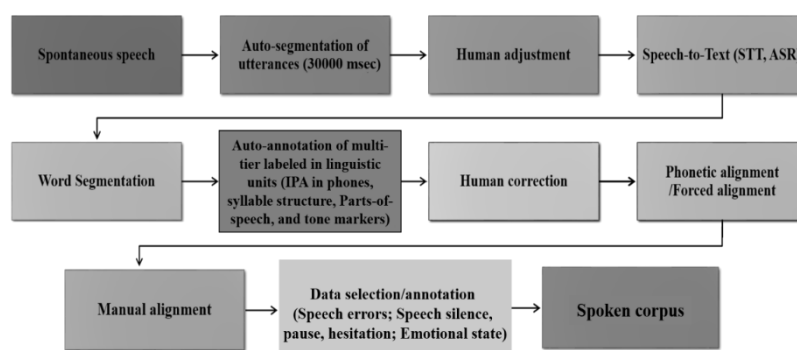 Spontaneous speech
Auto-segmentation of
utterances (30000 msec)
Human adjustment
Speech-to-Text (STT, ASR
Word Segmentation
Auto-annotation of multi-
tier labeled in linguistic
units (IPA in phones,
syllable structure, Parts-of-
speech, and tone markers)
Human correction
Phonetic alignment
/Forced alignment
Manual alignment
Data selection/annotation
(Speech errors; Speech silence,
pause, hesitation; Emotional state)
Spoken corpus